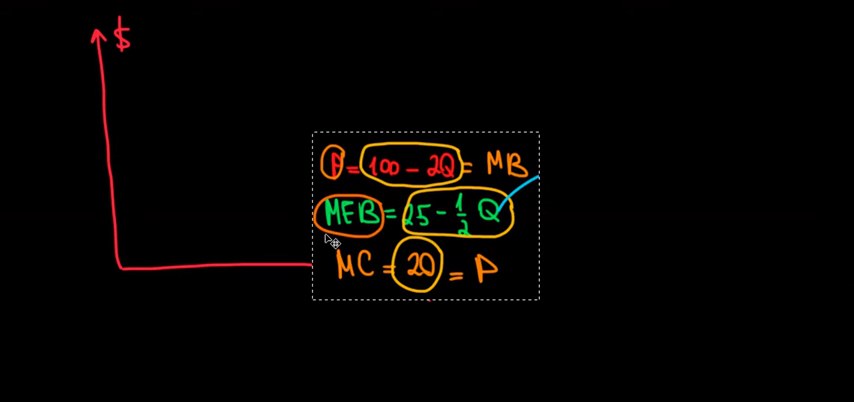 $
P = 100 - 2Q = MB
MEB = 25 - 1/2 Q
MC = 20 = P